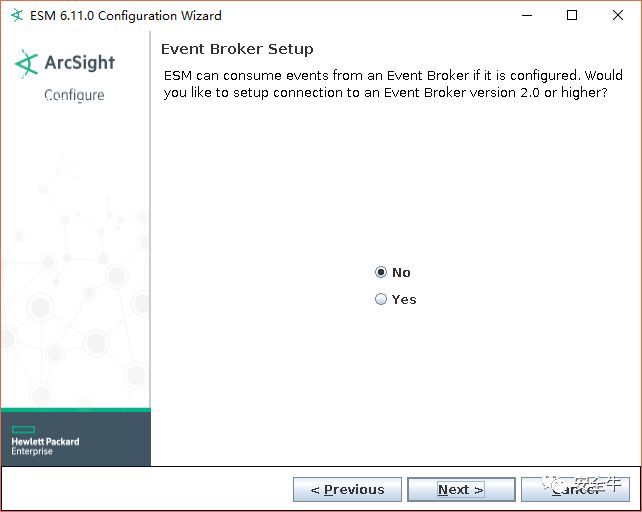 ESM 6.11.0 Configuration Wizard
ArcSight
Configure
Event Broker Setup
ESM can consume events from an Event Broker if it is configured. Would
you like to setup connection to an Event Broker version 2.0 or higher?
No
Yes
Hewlett Packard
Enterprise
< Previous
Next >
Cancel
安全牛